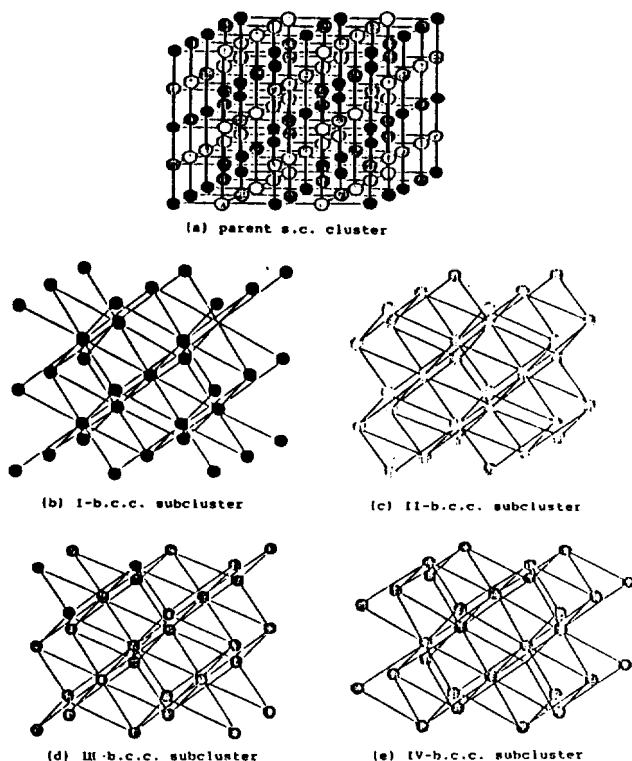 (a) parent s.c. cluster
(b) I-b.c.c. subcluster
(c) II-b.c.c. subcluster
(d) III-b.c.c. subcluster
(e) IV-b.c.c. subcluster